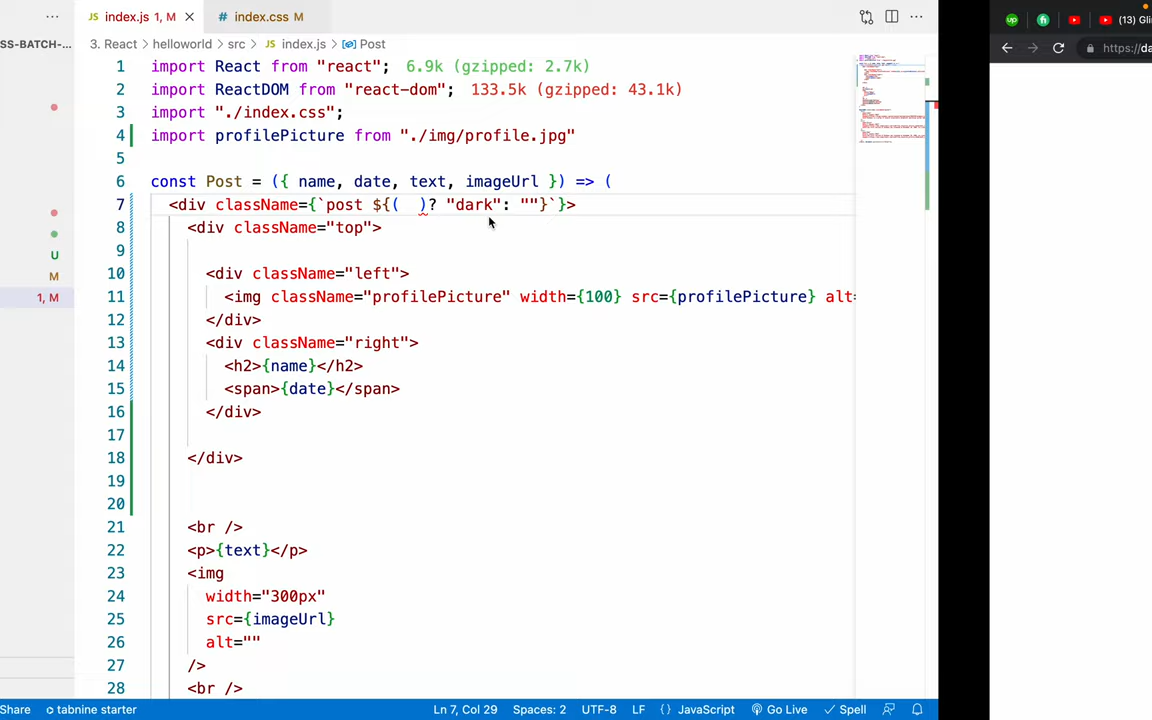 ··· JS index.js 1, M × # index.css M ···
up fi (13) Gli
SS-BATCH-... 3. React > helloworld > src > JS index.js > Post
https://da
1 import React from "react"; 6.9k (gzipped: 2.7k)
2 import ReactDOM from "react-dom"; 133.5k (gzipped: 43.1k)
3 import "./index.css";
4 import profilePicture from "./img/profile.jpg"
5
6 const Post = ({ name, date, text, imageUrl }) => (
7 <div className={`post ${(  )? "dark": ""}`}>
8 <div className="top">
9
10 <div className="left">
11 <img className="profilePicture" width={100} src={profilePicture} alt=
12 </div>
13 <div className="right">
14 <h2>{name}</h2>
15 <span>{date}</span>
16 </div>
17
18 </div>
19
20
21 <br />
22 <p>{text}</p>
23 <img
24 width="300px"
25 src={imageUrl}
26 alt=""
27 />
28 <br />
U
M
1, M
Share tabnine starter Ln 7, Col 29 Spaces: 2 UTF-8 LF {} JavaScript Go Live Spell